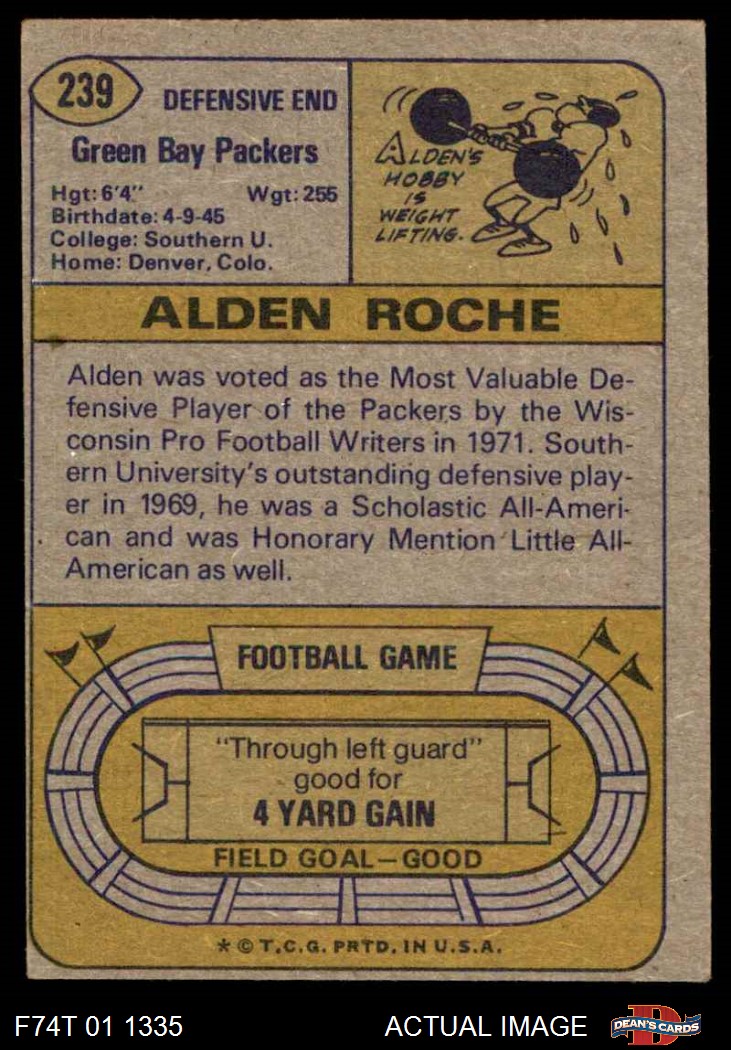 239
DEFENSIVE END
Green Bay Packers
Hgt: 6'4" Wgt: 255
Birthdate: 4-9-45
College: Southern U.
Home: Denver, Colo.
ALDEN'S
HOBBY
IS
WEIGHT
LIFTING.
ALDEN ROCHE
Alden was voted as the Most Valuable De-
fensive Player of the Packers by the Wis-
consin Pro Football Writers in 1971. South-
ern University's outstanding defensive play-
er in 1969, he was a Scholastic All-Ameri-
can and was Honorary Mention Little All-
American as well.
FOOTBALL GAME
"Through left guard"
good for
4 YARD GAIN
FIELD GOAL—GOOD
* © T.C.G. PRTD. IN U.S.A.
F74T 01 1335 ACTUAL IMAGE
D
DEAN'S CARDS